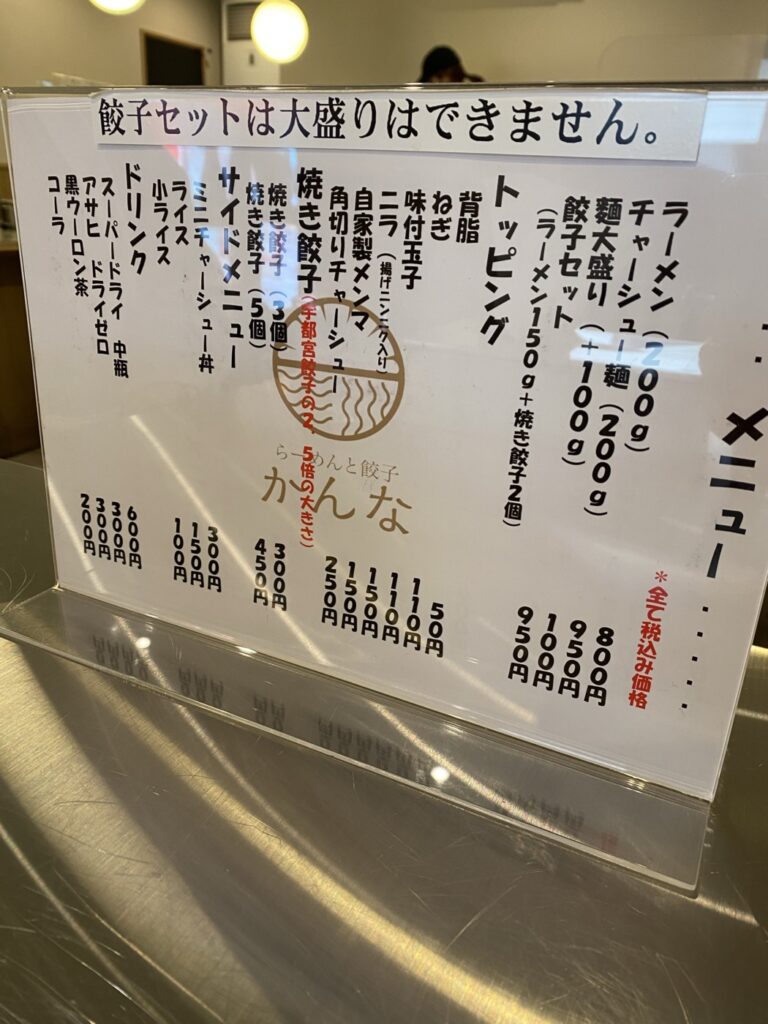 餃子セットは大盛りはできません。
メニュー
*全て税込み価格
ラーメン (200g) 800円
チャーシュー麺 (200g) 950円
麺大盛り (+100g) 100円
餃子セット 950円
(ラーメン150g+焼き餃子2個)
トッピング
背脂 50円
ねぎ 110円
味付玉子 110円
ニラ (揚げニンニク入り) 150円
自家製メンマ 150円
角切りチャーシュー 250円
焼き餃子 (宇都宮餃子の2、5倍の大きさ)
焼き餃子 (3個) 300円
焼き餃子 (5個) 450円
サイドメニュー
ミニチャーシュー丼 300円
ライス 150円
小ライス 100円
ドリンク
スーパードライ 中瓶 600円
アサヒ ドライゼロ 300円
黒ウーロン茶 300円
コーラ 200円
らーめんと餃子
かんな